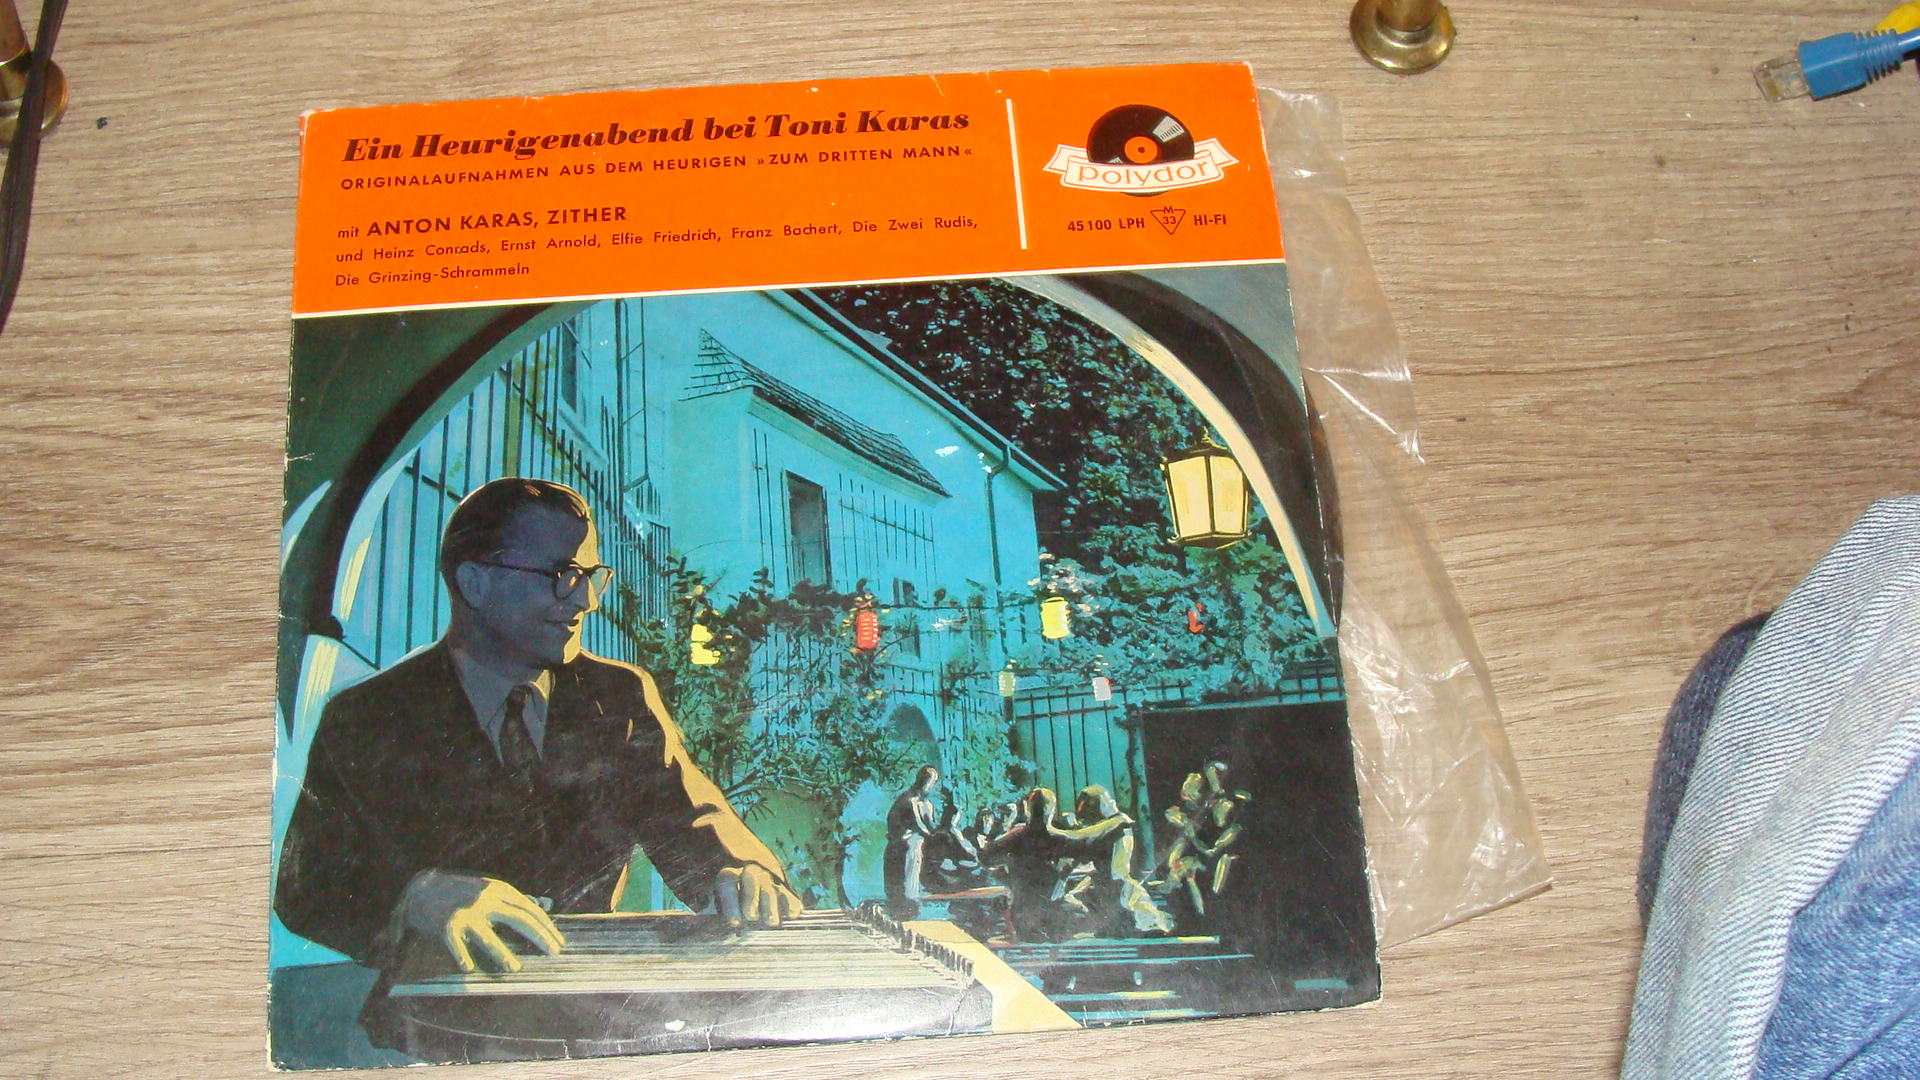 Ein Heurigenabend bei Toni Karas
ORIGINALAUFNAHMEN AUS DEM HEURIGEN »ZUM DRITTEN MANN«
mit ANTON KARAS, ZITHER
und Heinz Conrads, Ernst Arnold, Elfie Friedrich, Franz Bachert, Die Zwei Rudis,
Die Grinzing-Schrammeln
polydor
45100 LPH M 33 HI-FI